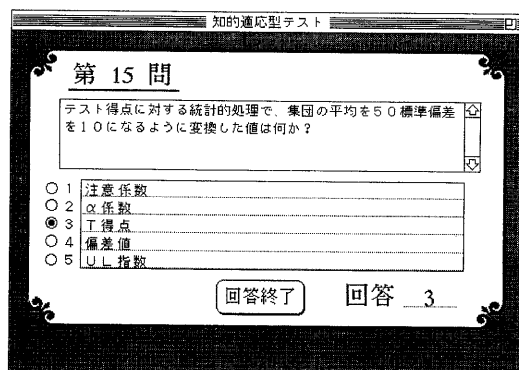 知的適応型テスト
第 15 問
テスト得点に対する統計的処理で、集団の平均を50標準偏差
を10になるように変換した値は何か?
1 注意係数
2 α係数
3 T得点
4 偏差値
5 UL指数
回答終了
回答 3